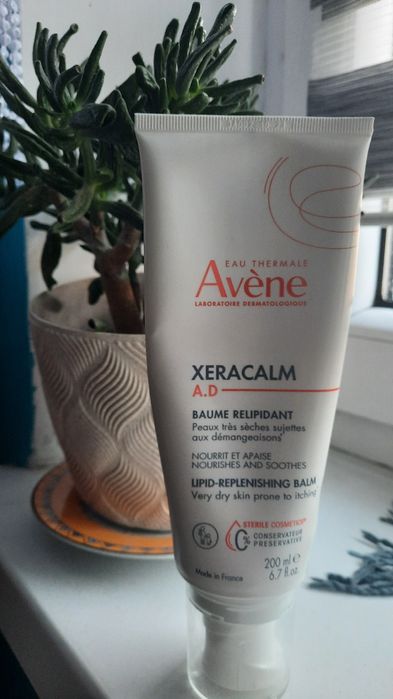 EAU THERMALE
Avène
LABORATOIRE DERMATOLOGIQUE
XERACALM
A.D
BAUME RELIPIDANT
Peaux très sèches sujettes
aux démangeaisons
NOURRIT ET APAISE
NOURISHES AND SOOTHES
LIPID-REPLENISHING BALM
Very dry skin prone to itching
STERILE COSMETICS
0% CONSERVATEUR
PRESERVATIVE
200 ml e
6.7 fl.oz.
Made in France